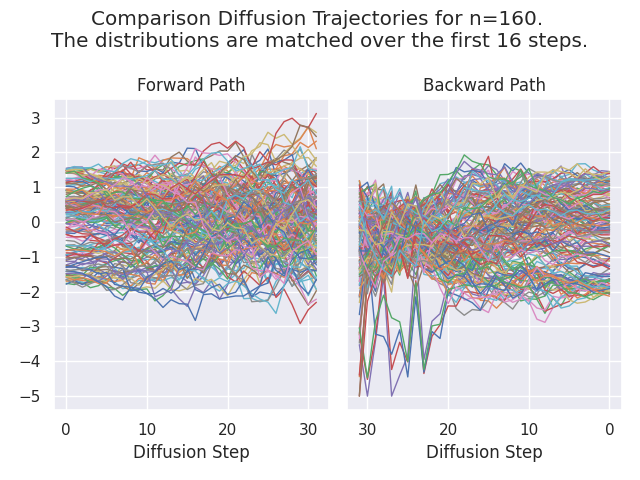 Comparison Diffusion Trajectories for n=160.
The distributions are matched over the first 16 steps.
Forward Path
Backward Path
3
2
1
0
−1
−2
−3
−4
−5
0 10 20 30
30 20 10 0
Diffusion Step
Diffusion Step